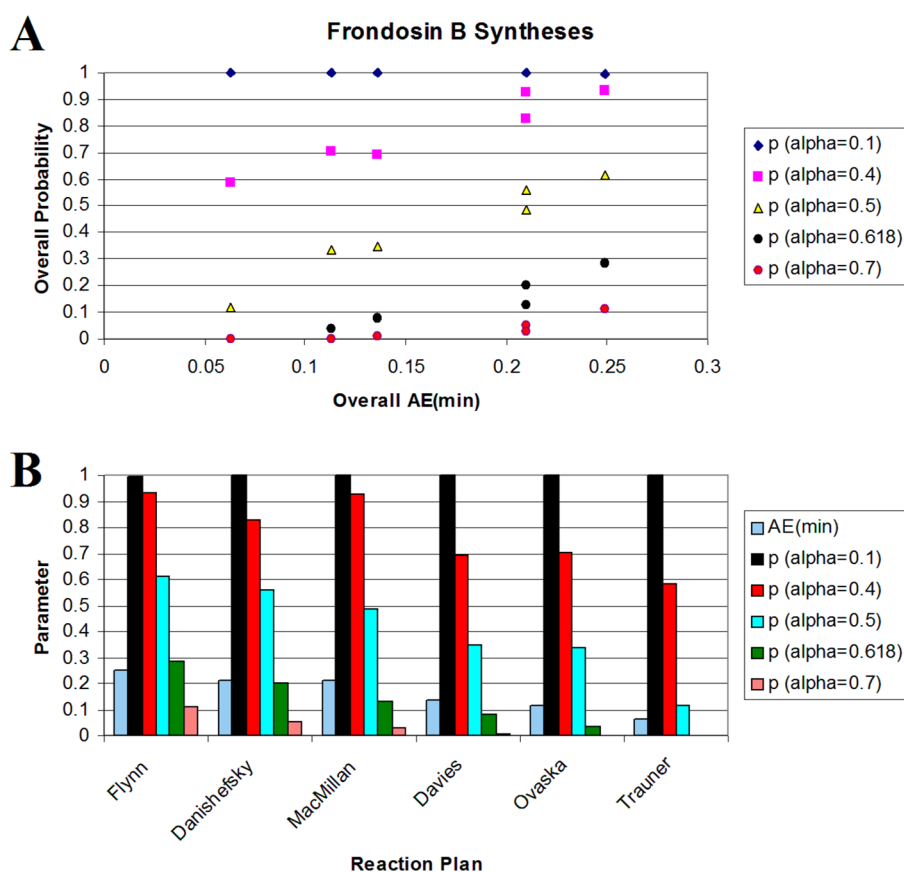 A
Frondosin B Syntheses
1
0.9
0.8
0.7
0.6
0.5
0.4
0.3
0.2
0.1
0
Overall Probability
0 0.05 0.1 0.15 0.2 0.25 0.3
Overall AE(min)
p (alpha=0.1)
p (alpha=0.4)
p (alpha=0.5)
p (alpha=0.618)
p (alpha=0.7)
B
1
0.9
0.8
0.7
0.6
0.5
0.4
0.3
0.2
0.1
0
Parameter
Flynn
Danishefsky
MacMillan
Davies
Ovaska
Trauner
Reaction Plan
AE(min)
p (alpha=0.1)
p (alpha=0.4)
p (alpha=0.5)
p (alpha=0.618)
p (alpha=0.7)